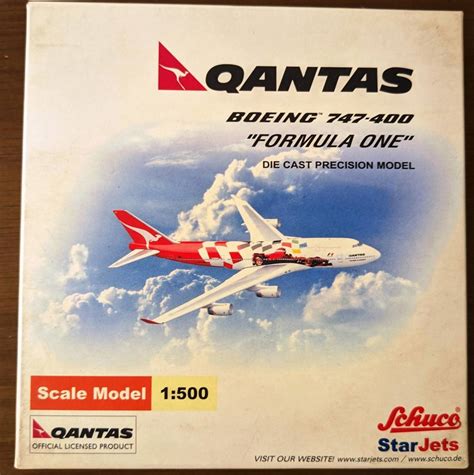 QANTAS
BOEING™ 747-400
"FORMULA ONE"
DIE CAST PRECISION MODEL
Scale Model 1:500
QANTAS
OFFICIAL LICENSED PRODUCT
Schuco
StarJets
VISIT OUR WEBSITE! www.starjets.com / www.schuco.de